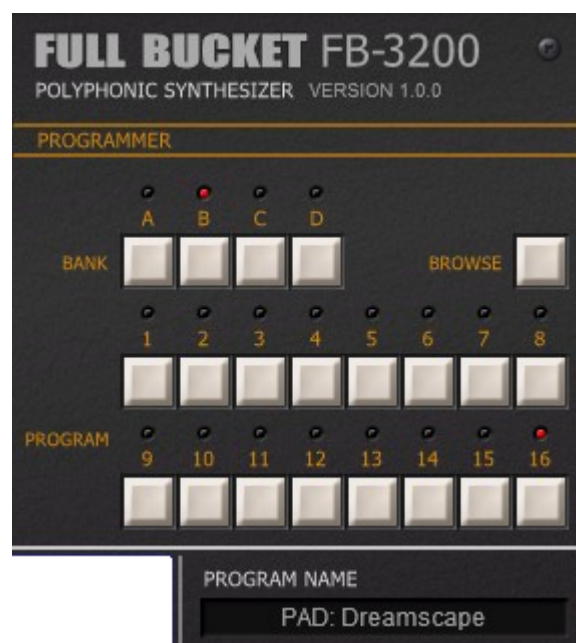 FULL BUCKET FB-3200
POLYPHONIC SYNTHESIZER VERSION 1.0.0
PROGRAMMER
A B C D
BANK BROWSE
1 2 3 4 5 6 7 8
PROGRAM
9 10 11 12 13 14 15 16
PROGRAM NAME
PAD: Dreamscape